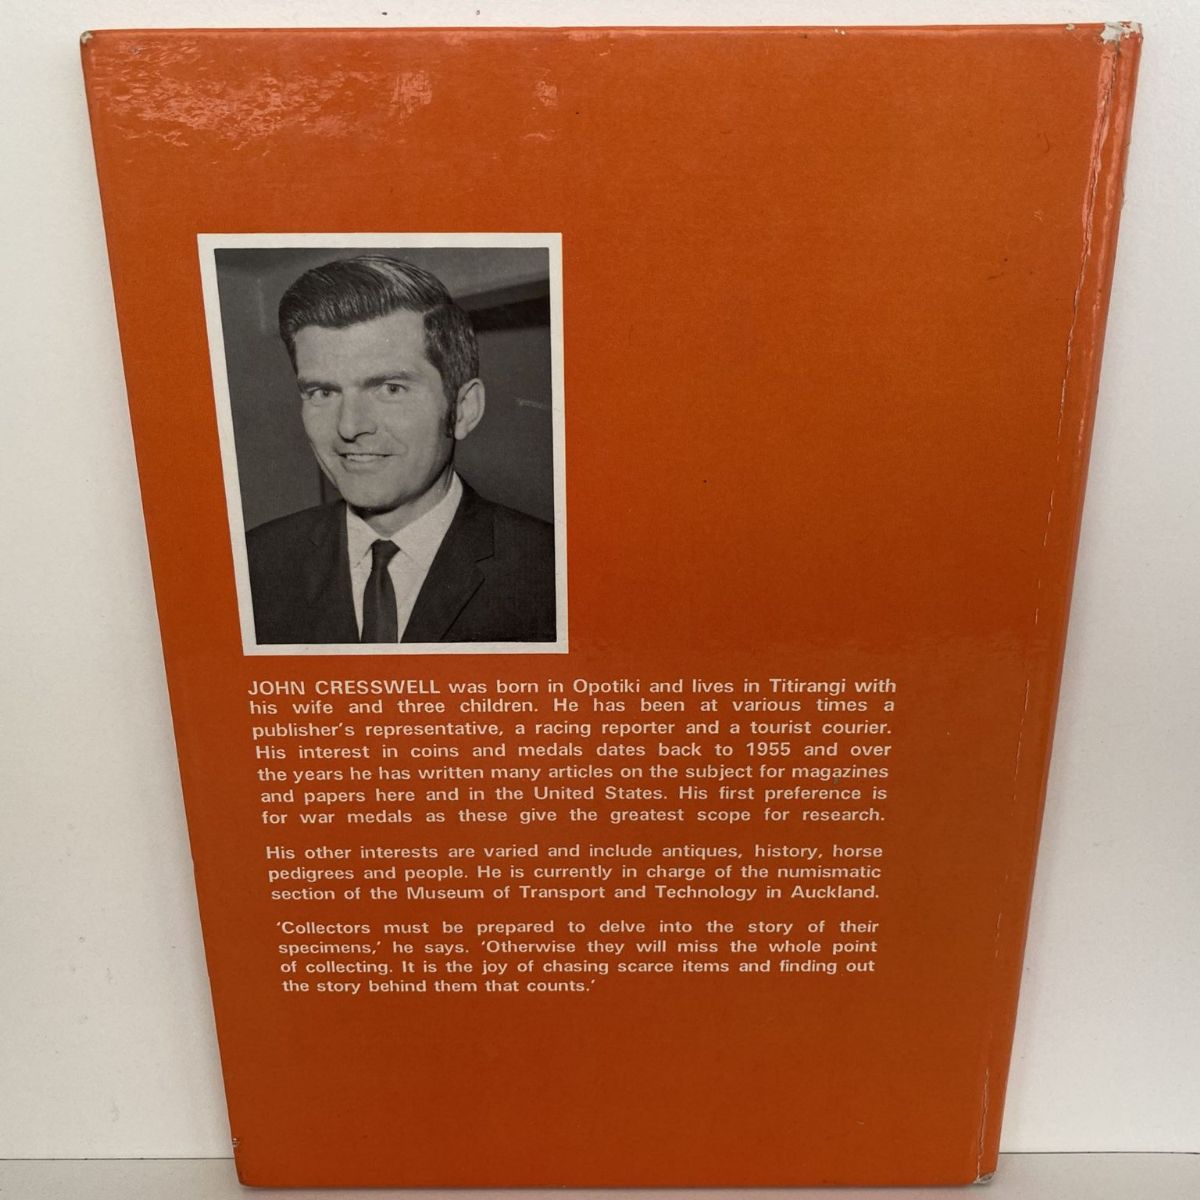 JOHN CRESSWELL was born in Opotiki and lives in Titirangi with
his wife and three children. He has been at various times a
publisher's representative, a racing reporter and a tourist courier.
His interest in coins and medals dates back to 1955 and over
the years he has written many articles on the subject for magazines
and papers here and in the United States. His first preference is
for war medals as these give the greatest scope for research.
His other interests are varied and include antiques, history, horse
pedigrees and people. He is currently in charge of the numismatic
section of the Museum of Transport and Technology in Auckland.
'Collectors must be prepared to delve into the story of their
specimens,' he says. 'Otherwise they will miss the whole point
of collecting. It is the joy of chasing scarce items and finding out
the story behind them that counts.'